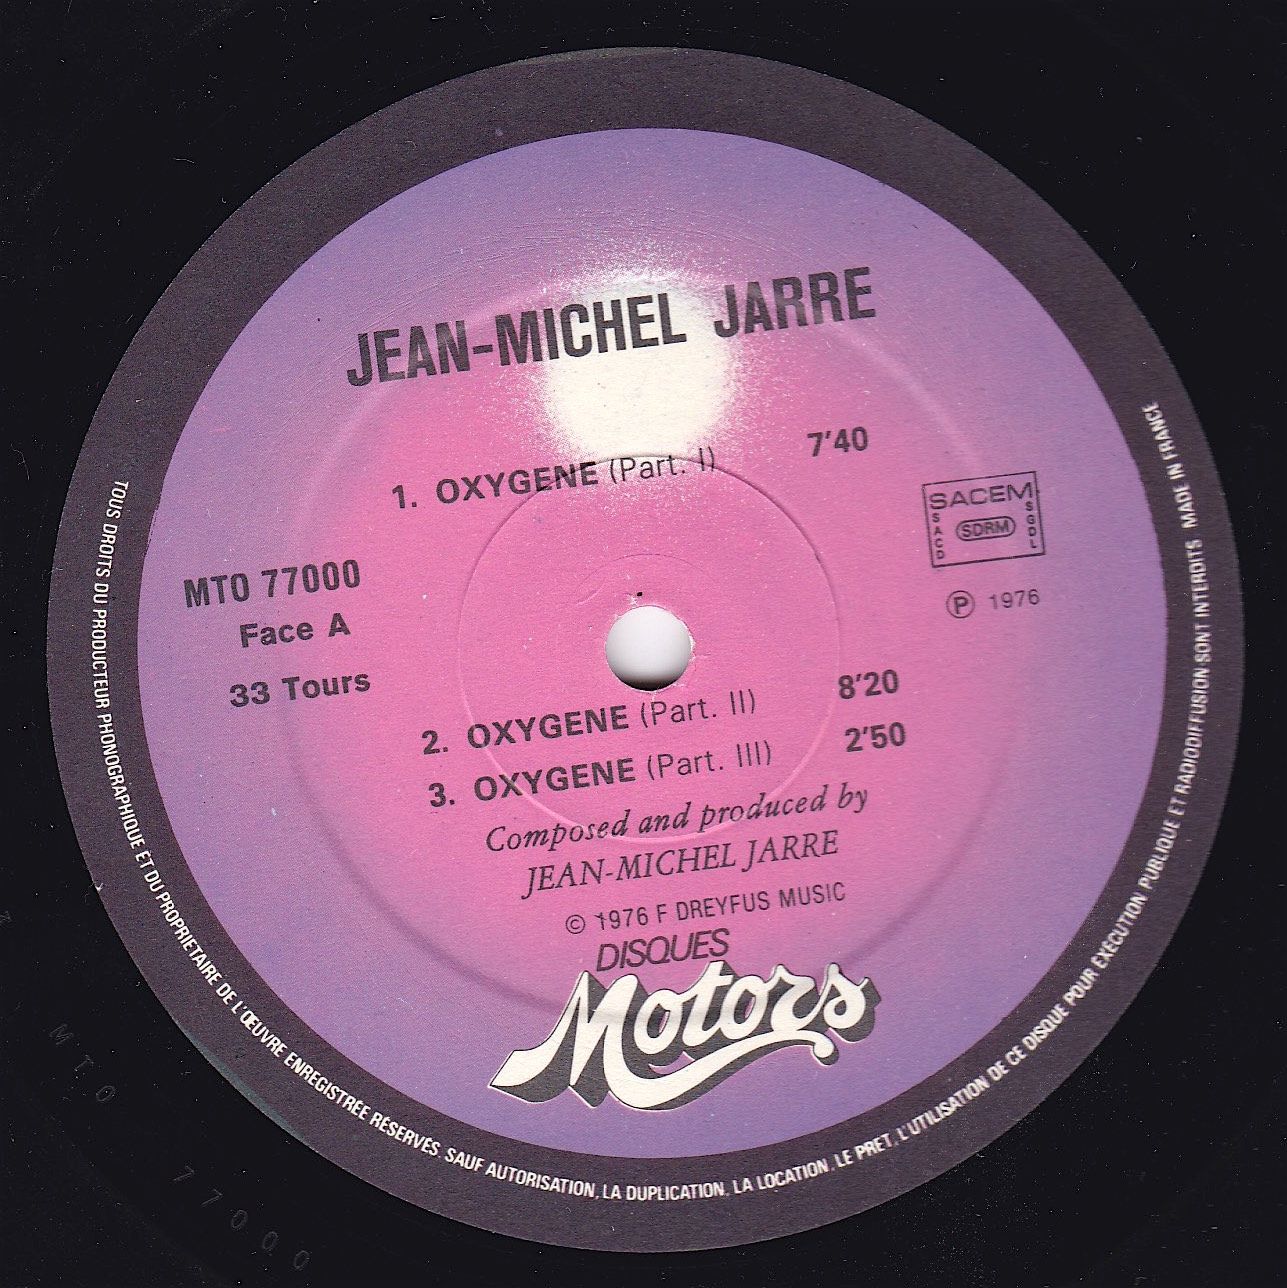 JEAN-MICHEL JARRE
1. OXYGENE (Part. I) 7'40
SACEM
SACD
SDRM
SGDL
℗ 1976
MTO 77000
Face A
33 Tours
2. OXYGENE (Part. II) 8'20
3. OXYGENE (Part. III) 2'50
Composed and produced by
JEAN-MICHEL JARRE
© 1976 F DREYFUS MUSIC
DISQUES
Motors
TOUS DROITS DU PRODUCTEUR PHONOGRAPHIQUE ET DU PROPRIETAIRE DE L'ŒUVRE ENREGISTRÉE RÉSERVÉS. SAUF AUTORISATION, LA DUPLICATION, LA LOCATION, LE PRET, L'UTILISATION DE CE DISQUE POUR EXÉCUTION PUBLIQUE ET RADIODIFFUSION SONT INTERDITS MADE IN FRANCE
MTO 77000